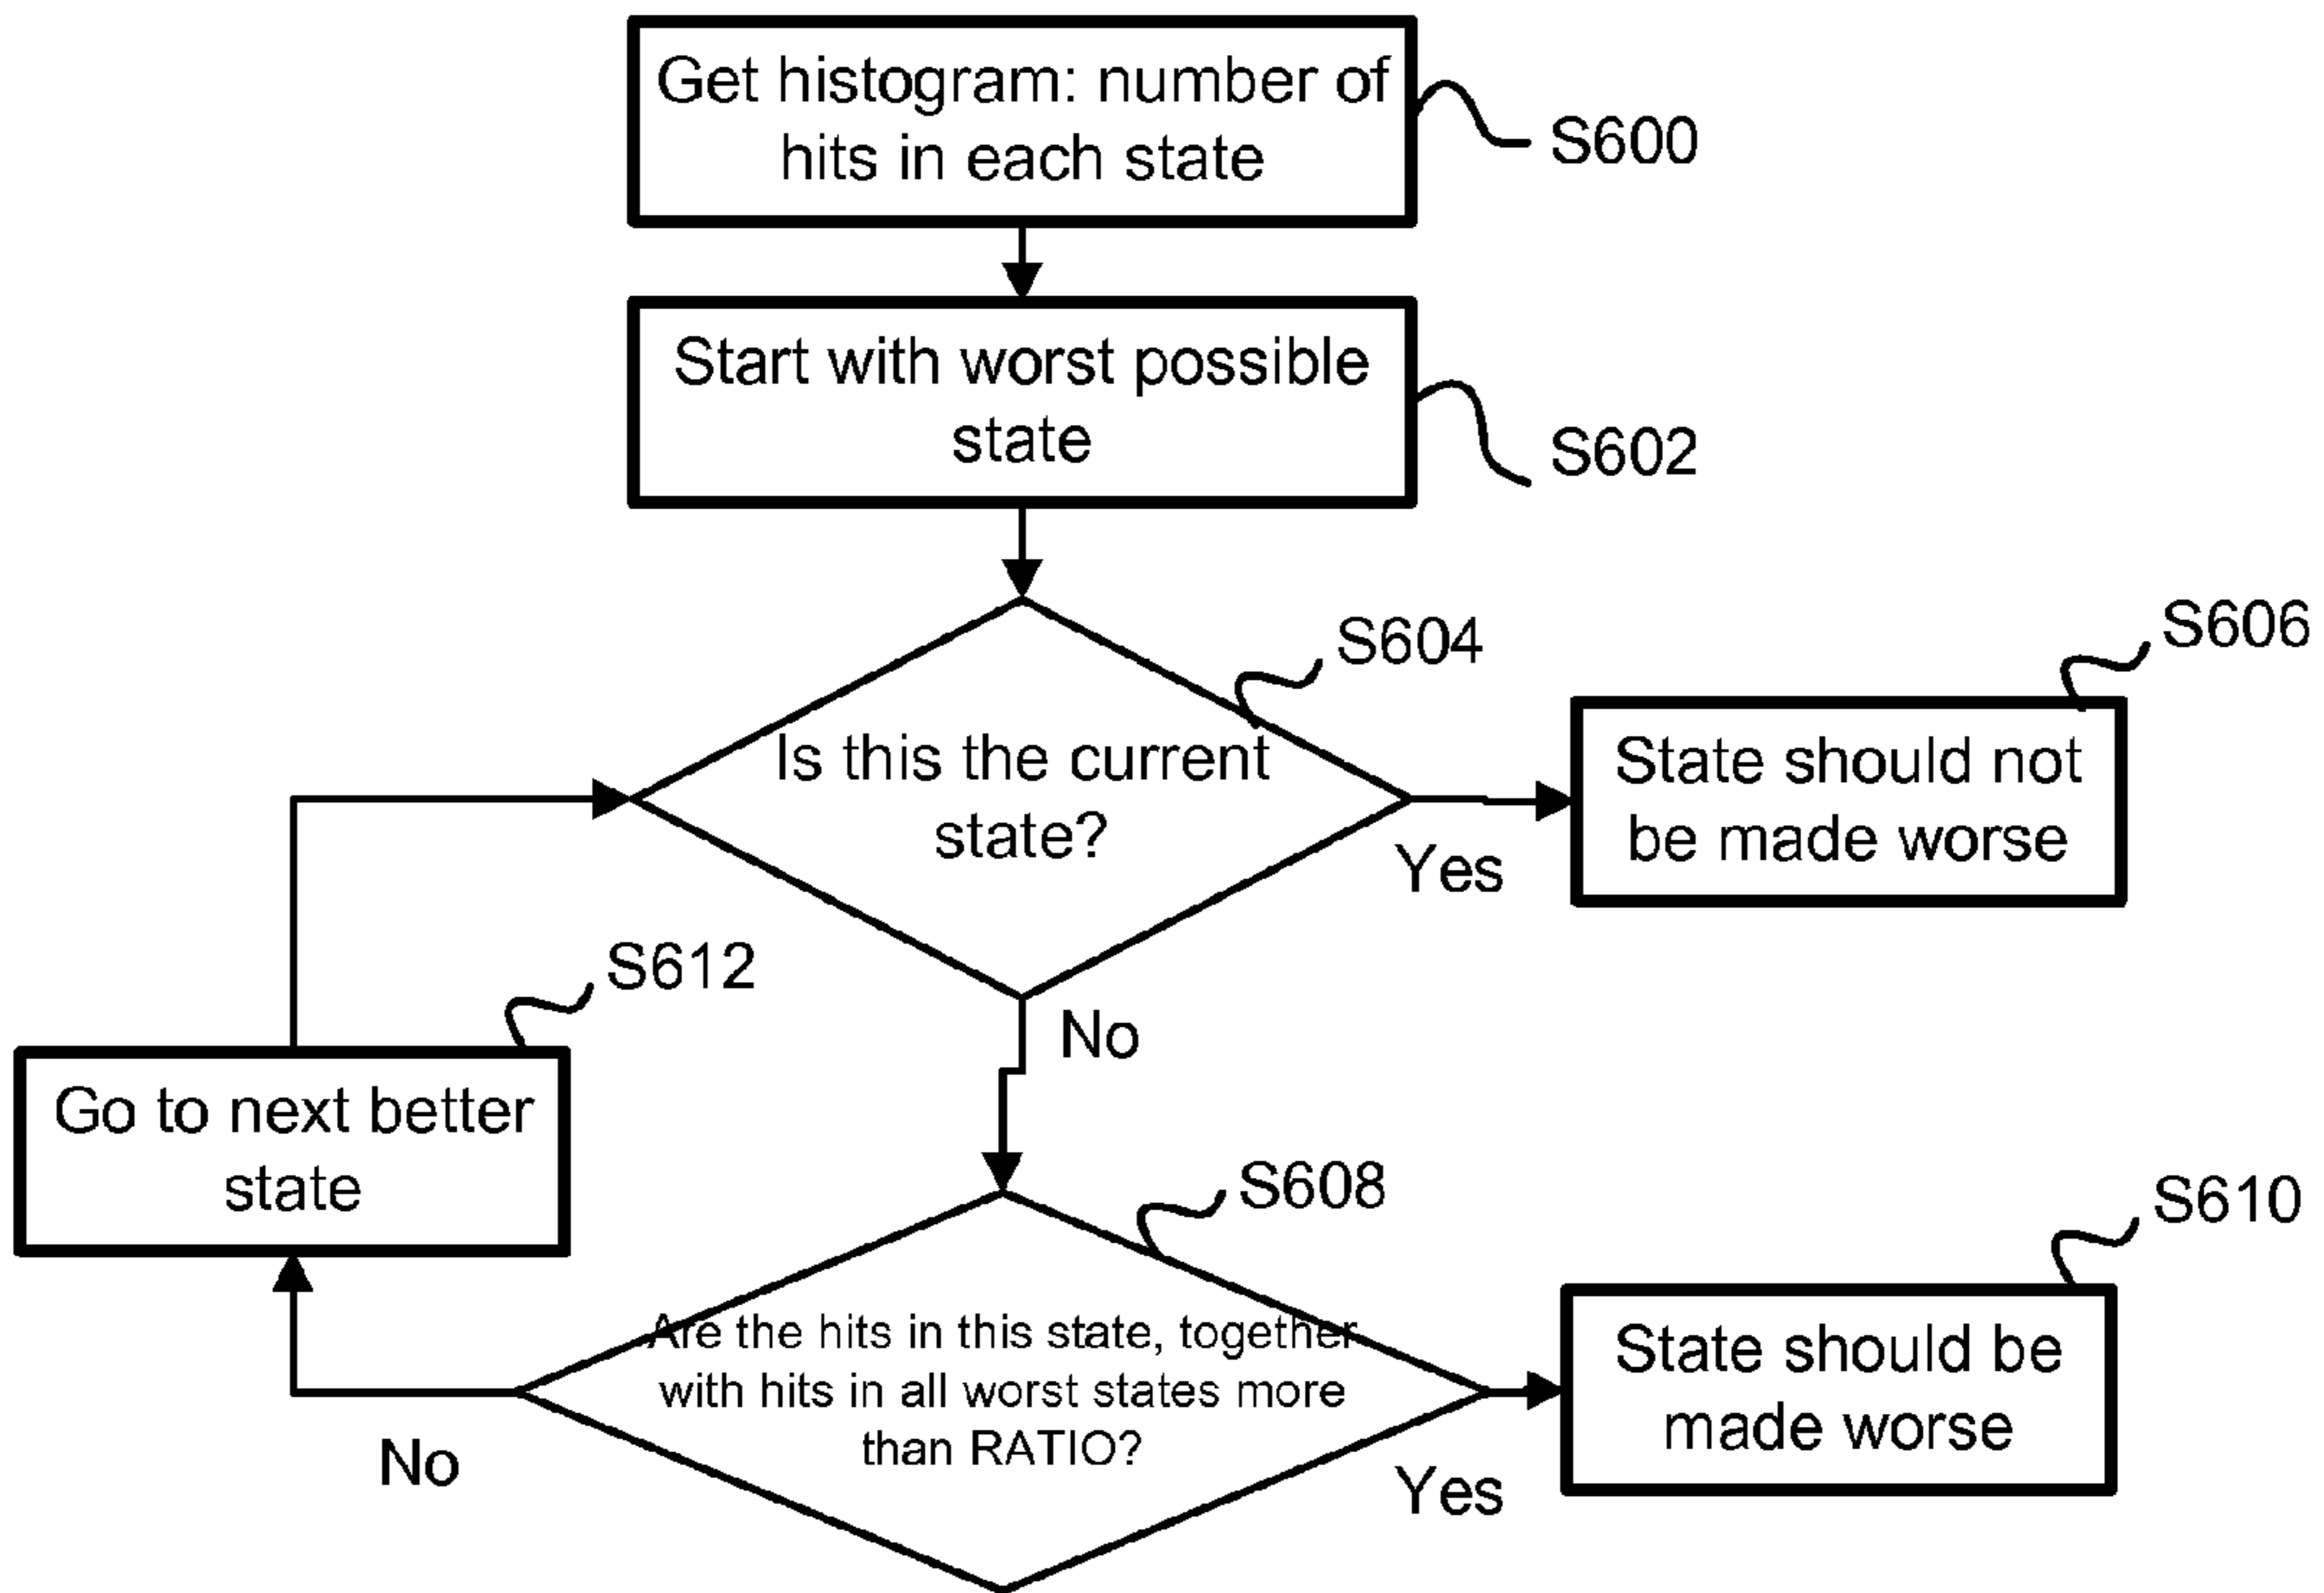 Get histogram: number of
hits in each state
S600
Start with worst possible
state
S602
S604
Is this the current
state?
Yes
S606
State should not
be made worse
No
S612
Go to next better
state
S608
Are the hits in this state, together
with hits in all worst states more
than RATIO?
No
Yes
S610
State should be
made worse